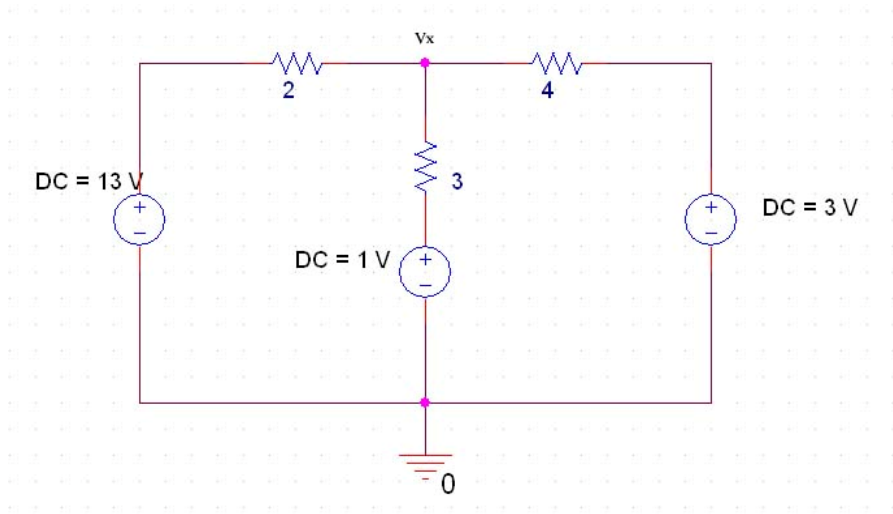 Vx
2
4
DC = 13 V
3
DC = 3 V
DC = 1 V
0